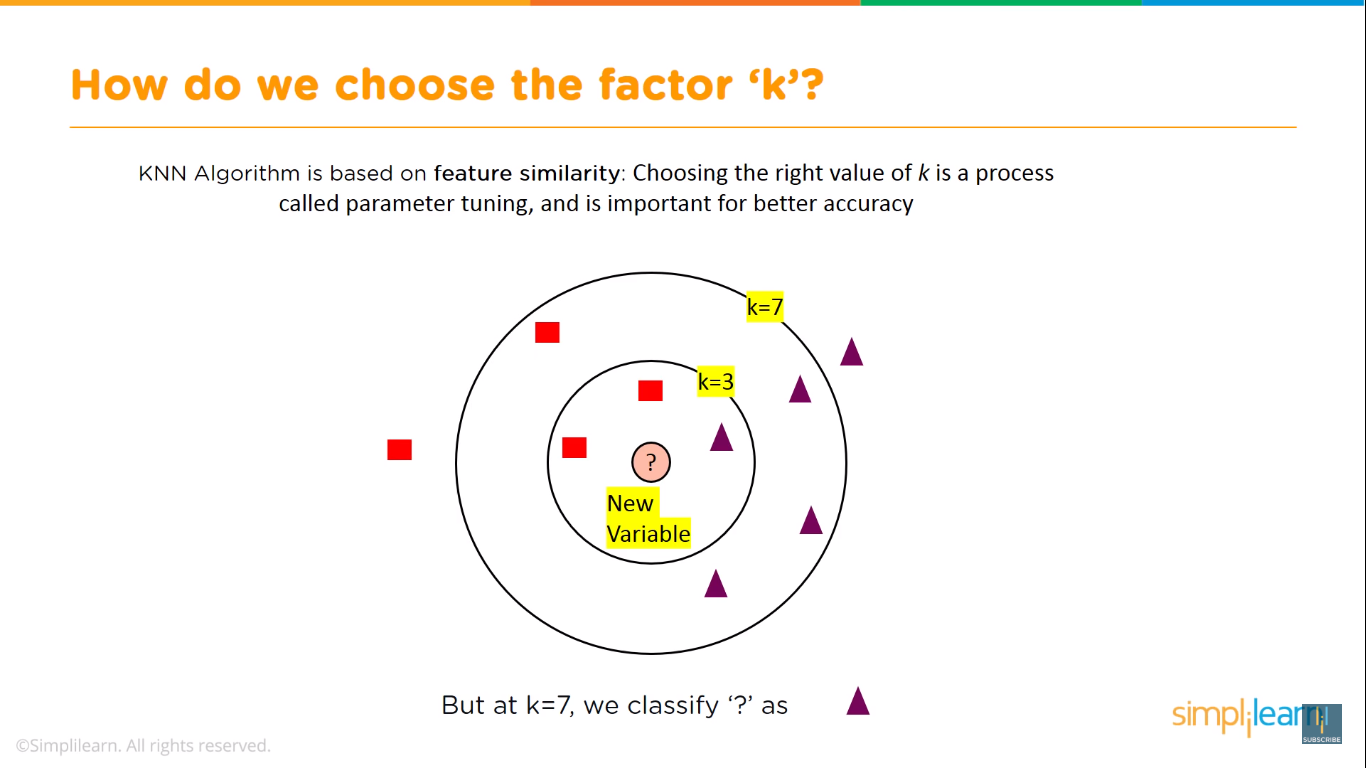 How do we choose the factor ‘k’?
KNN Algorithm is based on feature similarity: Choosing the right value of k is a process
called parameter tuning, and is important for better accuracy
k=7
k=3
?
New
Variable
But at k=7, we classify ‘?’ as
simplilearn
SUBSCRIBE
©Simplilearn. All rights reserved.